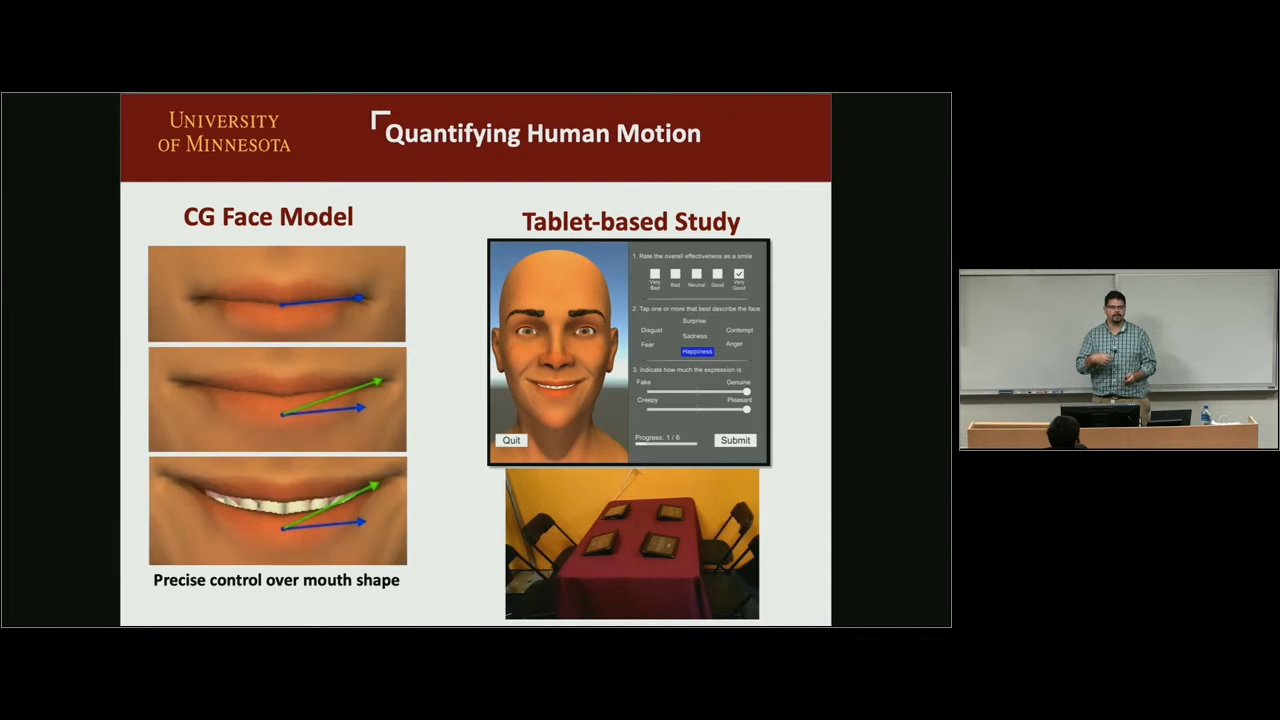 UNIVERSITY
OF MINNESOTA
Quantifying Human Motion
CG Face Model
Precise control over mouth shape
Tablet-based Study
1. Rate the overall effectiveness as a smile
Very Bad
Bad
Neutral
Good
Very Good
2. Tap one or more that best describe the face
Surprise
Disgust
Contempt
Sadness
Fear
Anger
Happiness
3. Indicate how much the expression is
Fake
Genuine
Creepy
Pleasant
Quit
Progress: 1 / 6
Submit